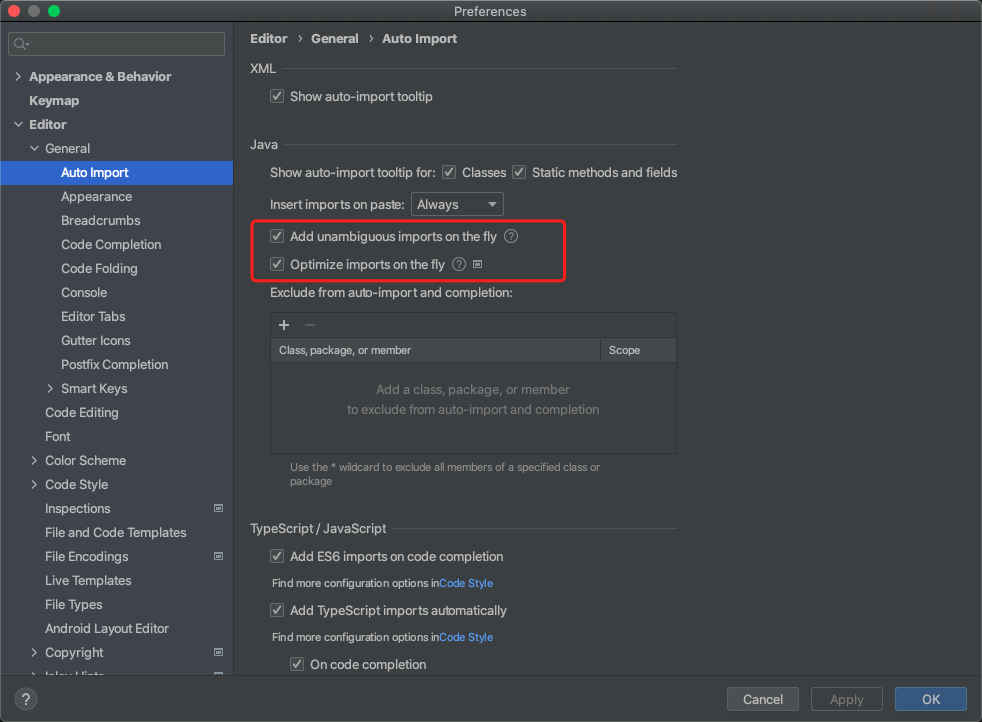 Preferences
Editor › General › Auto Import
Appearance & Behavior
Keymap
Editor
General
Auto Import
Appearance
Breadcrumbs
Code Completion
Code Folding
Console
Editor Tabs
Gutter Icons
Postfix Completion
Smart Keys
Code Editing
Font
Color Scheme
Code Style
Inspections
File and Code Templates
File Encodings
Live Templates
File Types
Android Layout Editor
Copyright
Inlay Hints
XML
Show auto-import tooltip
Java
Show auto-import tooltip for: Classes Static methods and fields
Insert imports on paste: Always
Add unambiguous imports on the fly ?
Optimize imports on the fly ?
Exclude from auto-import and completion:
+ −
Class, package, or member Scope
Add a class, package, or member
to exclude from auto-import and completion
Use the * wildcard to exclude all members of a specified class or
package
TypeScript / JavaScript
Add ES6 imports on code completion
Find more configuration options inCode Style
Add TypeScript imports automatically
Find more configuration options inCode Style
On code completion
? Cancel Apply OK